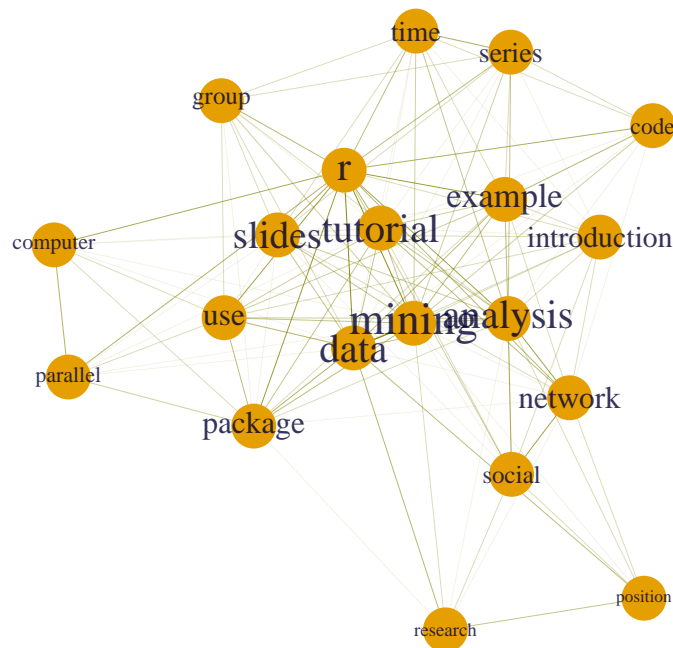 time
series
group
code
r
example
slides
tutorial
introduction
computer
use
mining
analysis
data
parallel
network
package
social
position
research